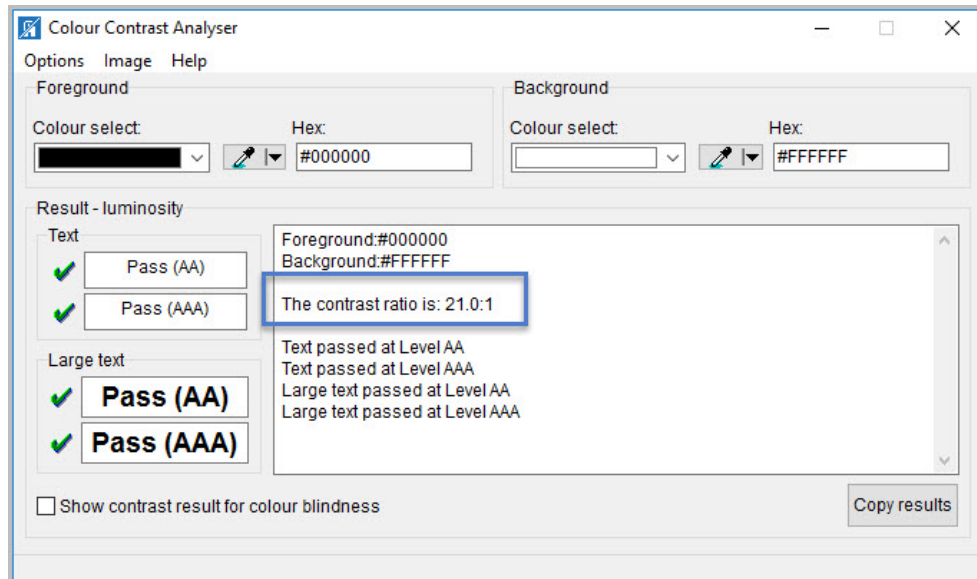 Colour Contrast Analyser
Options Image Help
Foreground
Colour select:
Hex:
#000000
Background
Colour select:
Hex:
#FFFFFF
Result - luminosity
Text
Pass (AA)
Pass (AAA)
Large text
Pass (AA)
Pass (AAA)
Foreground:#000000
Background:#FFFFFF
The contrast ratio is: 21.0:1
Text passed at Level AA
Text passed at Level AAA
Large text passed at Level AA
Large text passed at Level AAA
Show contrast result for colour blindness
Copy results